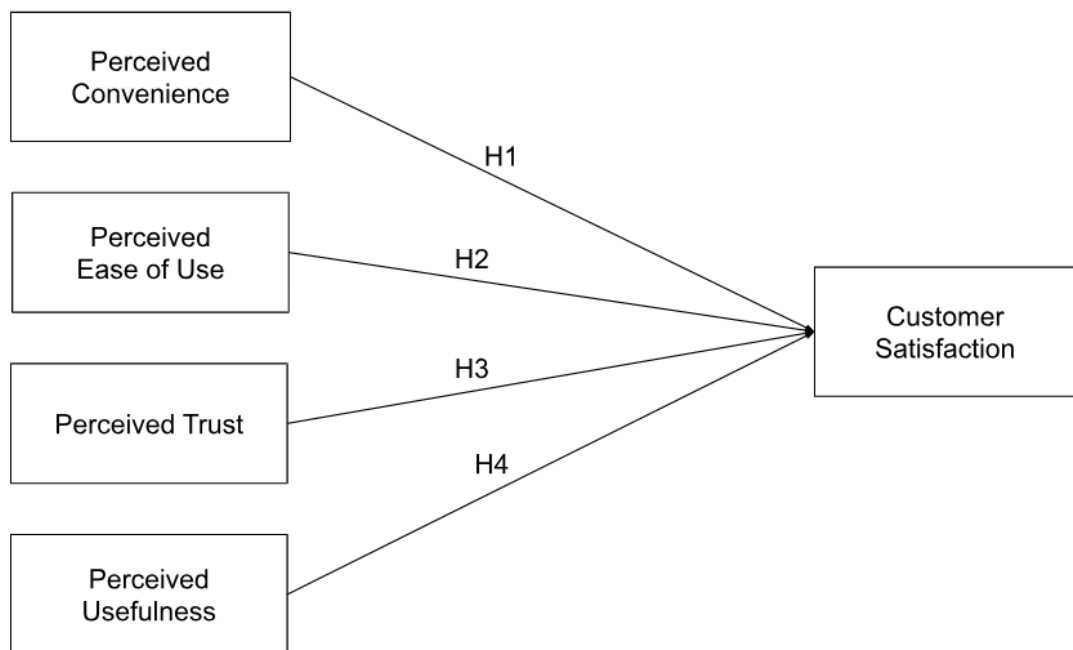 Perceived
Convenience
H1
Perceived
Ease of Use
H2
Customer
Satisfaction
H3
Perceived Trust
H4
Perceived
Usefulness